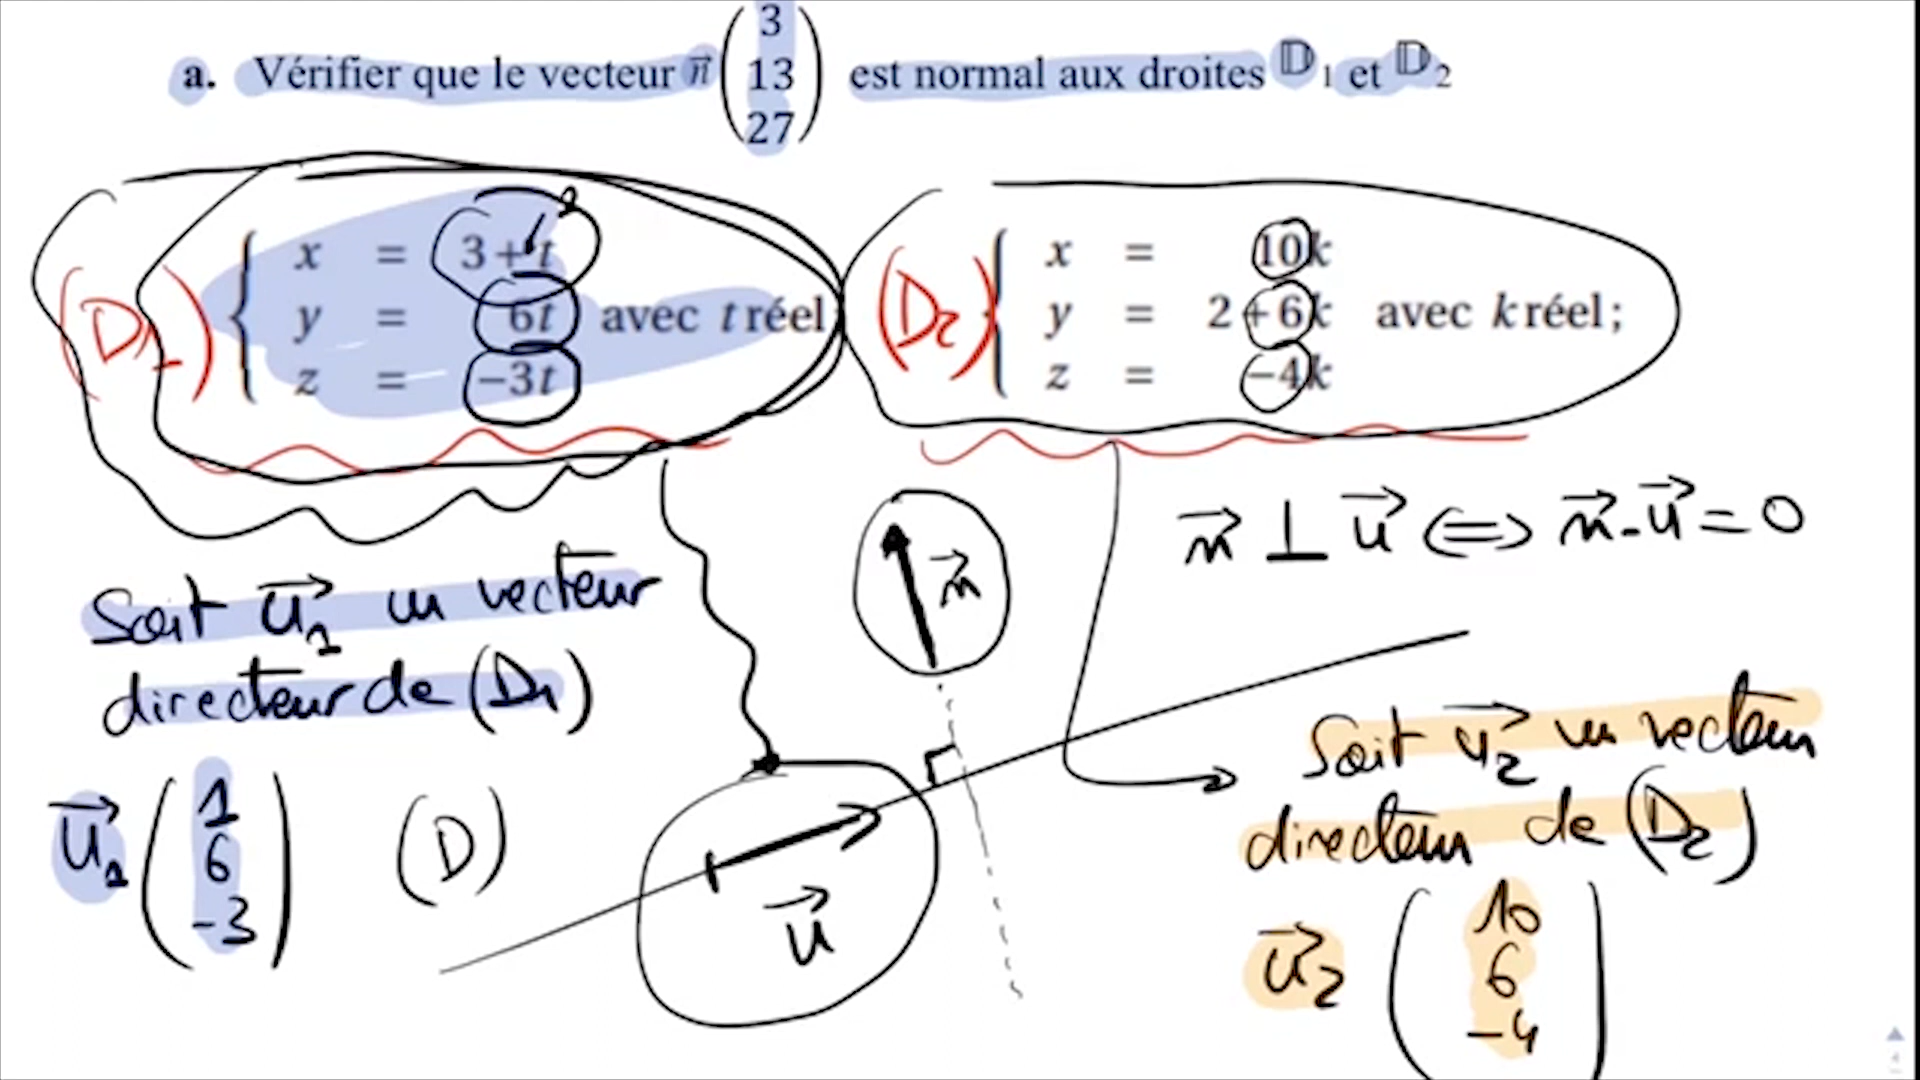 a. Vérifier que le vecteur n⃗ (3 13 27) est normal aux droites 𝔻1 et 𝔻2
(D1) { x = 3+t
y = 6t avec t réel
z = −3t
(D2) { x = 10k
y = 2+6k avec k réel ;
z = −4k
n⃗ ⊥ u⃗ ⟺ n⃗.u⃗ = 0
n⃗
Soit u⃗1 un vecteur
directeur de (D1)
u⃗1 (1 6 -3)
(D)
u⃗
Soit u⃗2 un vecteur
directeur de (D2)
u⃗2 (10 6 -4)